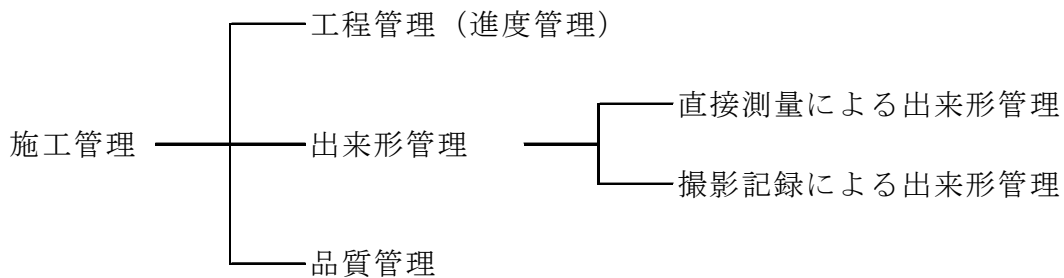 工程管理（進度管理）
直接測量による出来形管理
施工管理
出来形管理
撮影記録による出来形管理
品質管理